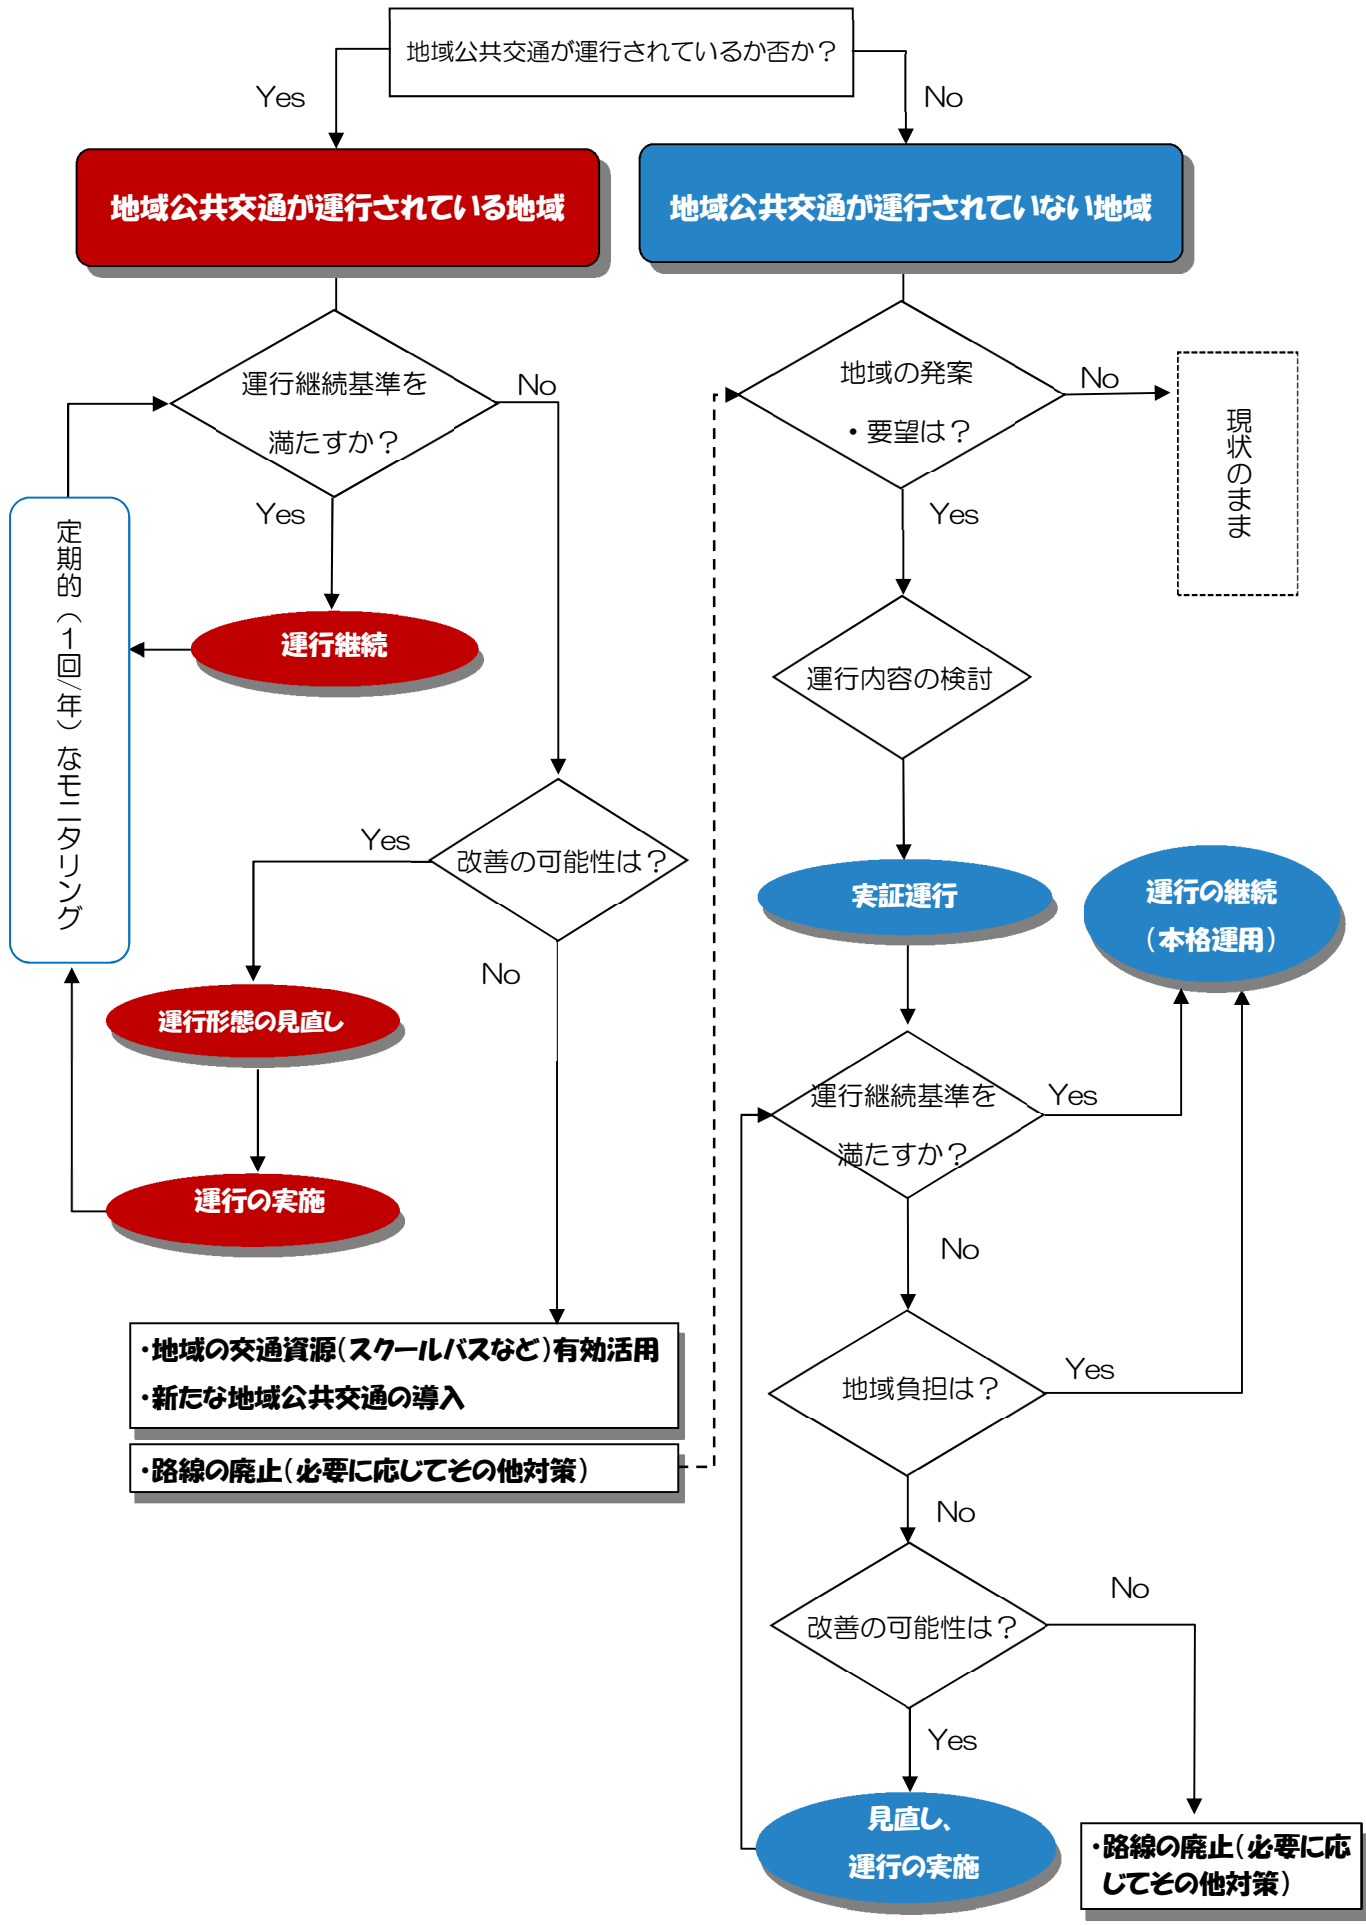 地域公共交通が運行されているか否か？
Yes
No
地域公共交通が運行されている地域
地域公共交通が運行されていない地域
運行継続基準を
満たすか？
No
Yes
定期的（１回/年）なモニタリング
運行継続
改善の可能性は？
Yes
No
運行形態の見直し
運行の実施
・地域の交通資源（スクールバスなど）有効活用
・新たな地域公共交通の導入
・路線の廃止（必要に応じてその他対策）
地域の発案
・要望は？
No
現状のまま
Yes
運行内容の検討
実証運行
運行の継続
（本格運用）
運行継続基準を
満たすか？
Yes
No
地域負担は？
Yes
No
改善の可能性は？
No
Yes
見直し、
運行の実施
・路線の廃止（必要に応
じてその他対策）